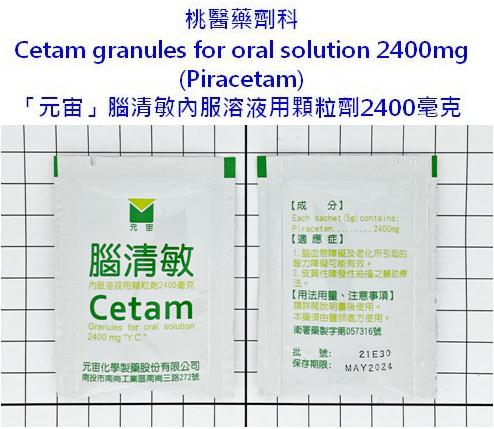 桃醫藥劑科
Cetam granules for oral solution 2400mg
(Piracetam)
「元宙」腦清敏內服溶液用顆粒劑2400毫克
元宙
腦清敏
內服溶液用顆粒劑2400毫克
Cetam
Granules for oral solution
2400 mg "Y.C."
元宙化學製藥股份有限公司
南投市南崗工業區南崗三路272號
【成 分】
Each sachet(5g)contains:
Piracetam.........2400mg
【適應症】
1.腦血管障礙及老化所引起的
智力障礙可能有效。
2.皮質性陣發性抽搐之輔助療
法。
【用法用量、注意事項】
請詳閱說明書後使用。
本藥須由醫師處方使用。
衛署藥製字第057316號
批 號: 21E30
保存期限: MAY2024